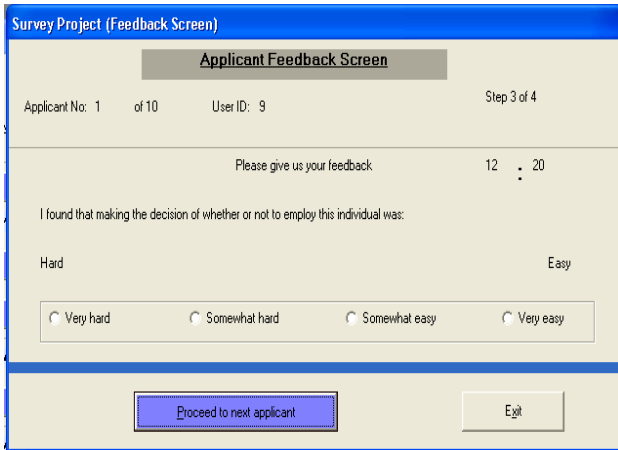 Survey Project (Feedback Screen)
Applicant Feedback Screen
Applicant No: 1 of 10 User ID: 9 Step 3 of 4
Please give us your feedback 12 : 20
I found that making the decision of whether or not to employ this individual was:
Hard Easy
Very hard Somewhat hard Somewhat easy Very easy
Proceed to next applicant Exit